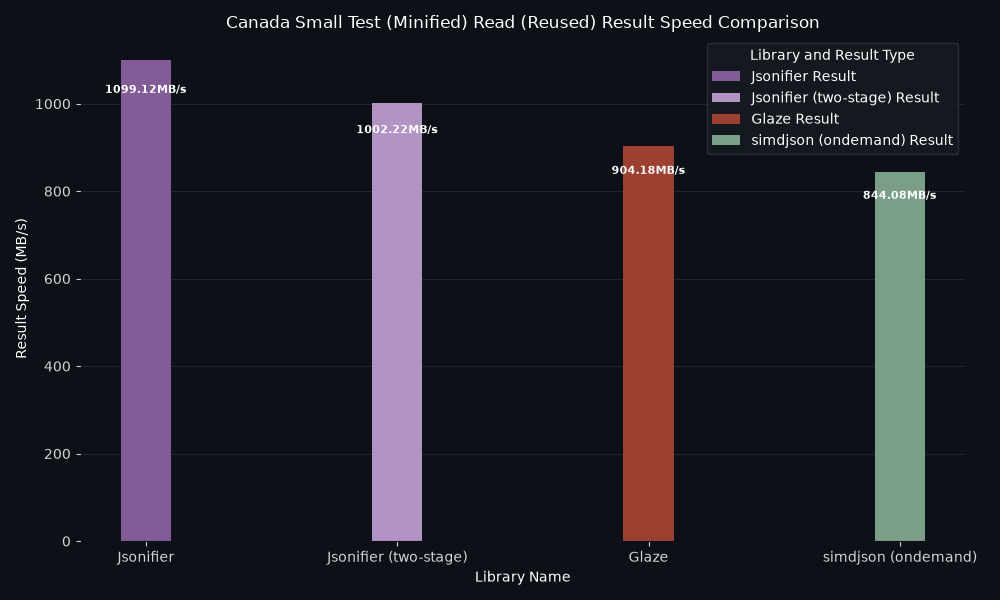 Canada Small Test (Minified) Read (Reused) Result Speed Comparison
Library and Result Type
Jsonifier Result
Jsonifier (two-stage) Result
Glaze Result
simdjson (ondemand) Result
1099.12MB/s
1002.22MB/s
904.18MB/s
844.08MB/s
Result Speed (MB/s)
1000
800
600
400
200
0
Jsonifier
Jsonifier (two-stage)
Glaze
simdjson (ondemand)
Library Name